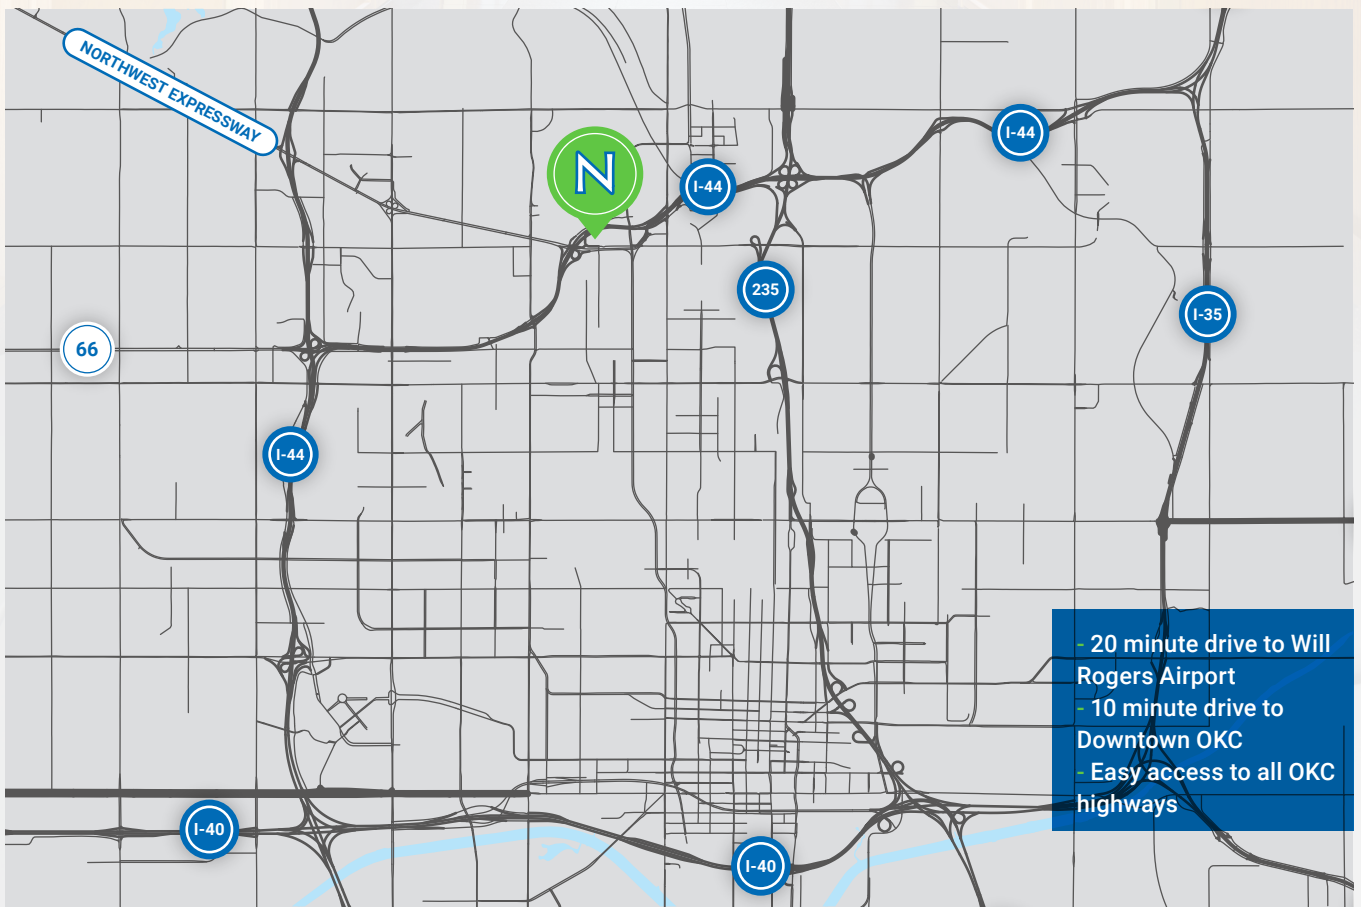 NORTHWEST EXPRESSWAY
I-44
N
I-44
235
I-35
66
I-44
- 20 minute drive to Will
Rogers Airport
- 10 minute drive to
Downtown OKC
- Easy access to all OKC
highways
I-40
I-40